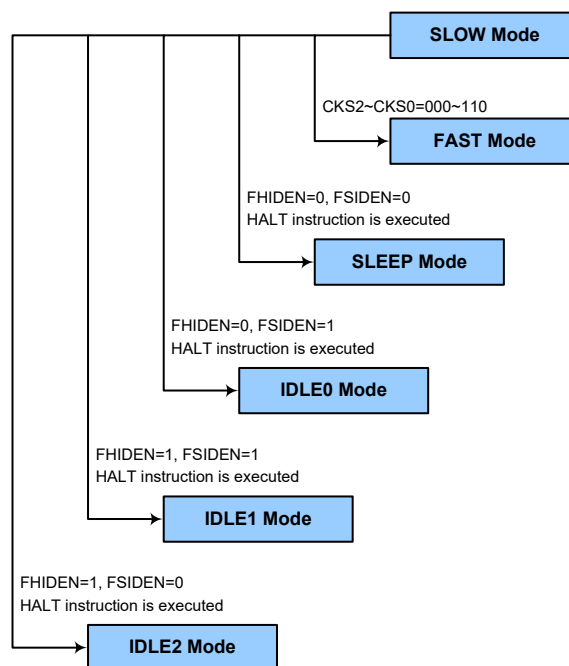 SLOW Mode
CKS2~CKS0=000~110
FAST Mode
FHIDEN=0, FSIDEN=0
HALT instruction is executed
SLEEP Mode
FHIDEN=0, FSIDEN=1
HALT instruction is executed
IDLE0 Mode
FHIDEN=1, FSIDEN=1
HALT instruction is executed
IDLE1 Mode
FHIDEN=1, FSIDEN=0
HALT instruction is executed
IDLE2 Mode